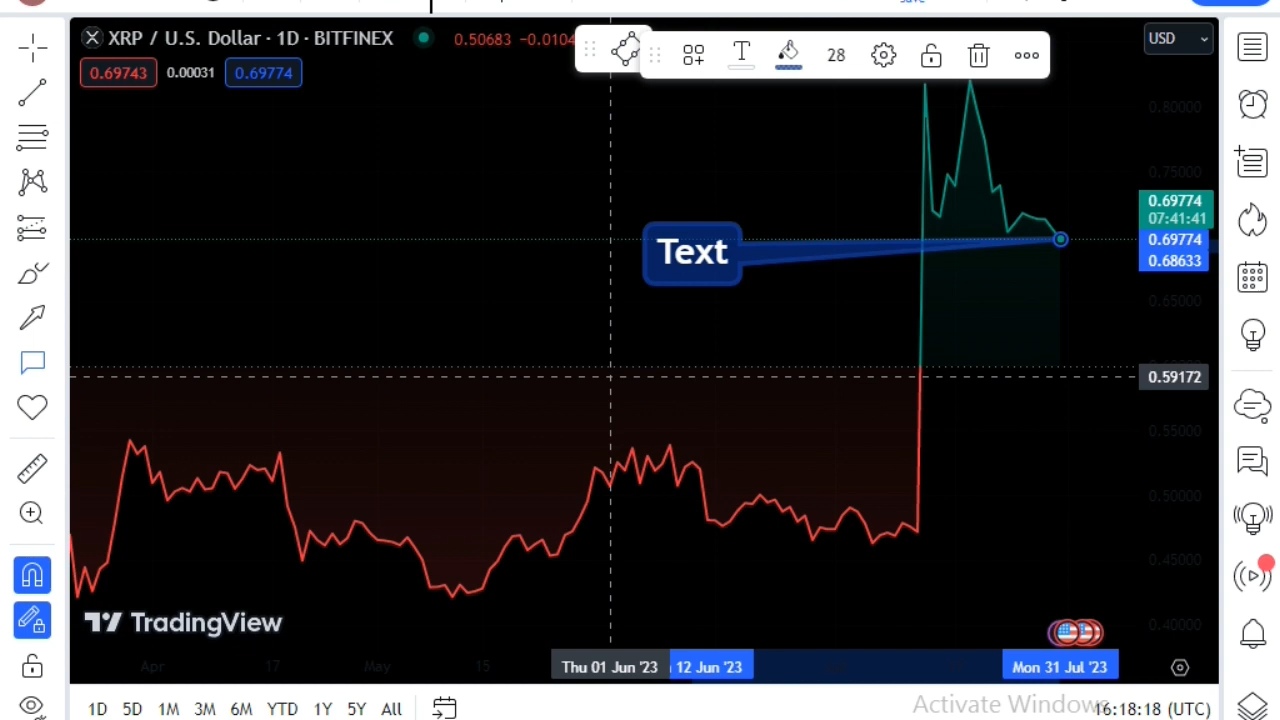 save
XRP / U.S. Dollar · 1D · BITFINEX
0.50683 −0.0104
USD
0.69743
0.00031
0.69774
T
28
0.80000
0.75000
0.69774
07:41:41
0.69774
0.68633
Text
0.65000
0.59172
0.55000
0.50000
0.45000
0.40000
TradingView
Apr
17
May
15
Thu 01 Jun '23
12 Jun '23
Mon 31 Jul '23
1D
5D
1M
3M
6M
YTD
1Y
5Y
All
Activate Windows
16:18:18 (UTC)